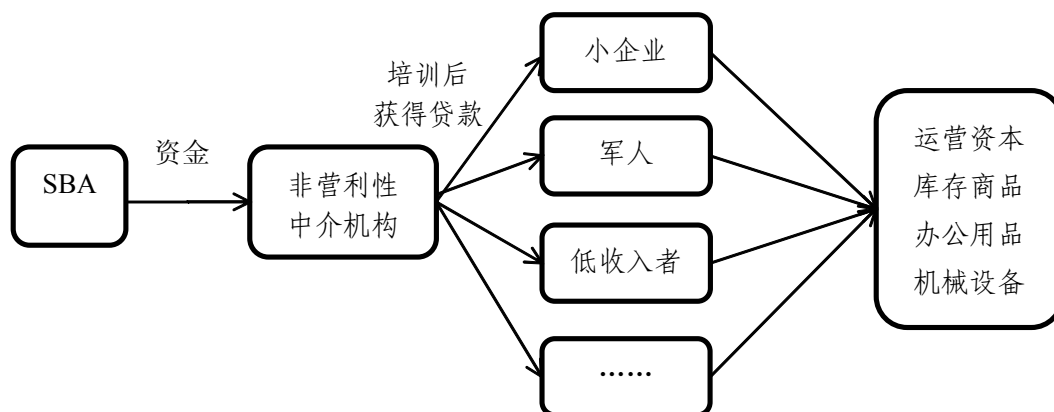 SBA
资金
非营利性
中介机构
培训后
获得贷款
小企业
军人
低收入者
……
运营资本
库存商品
办公用品
机械设备